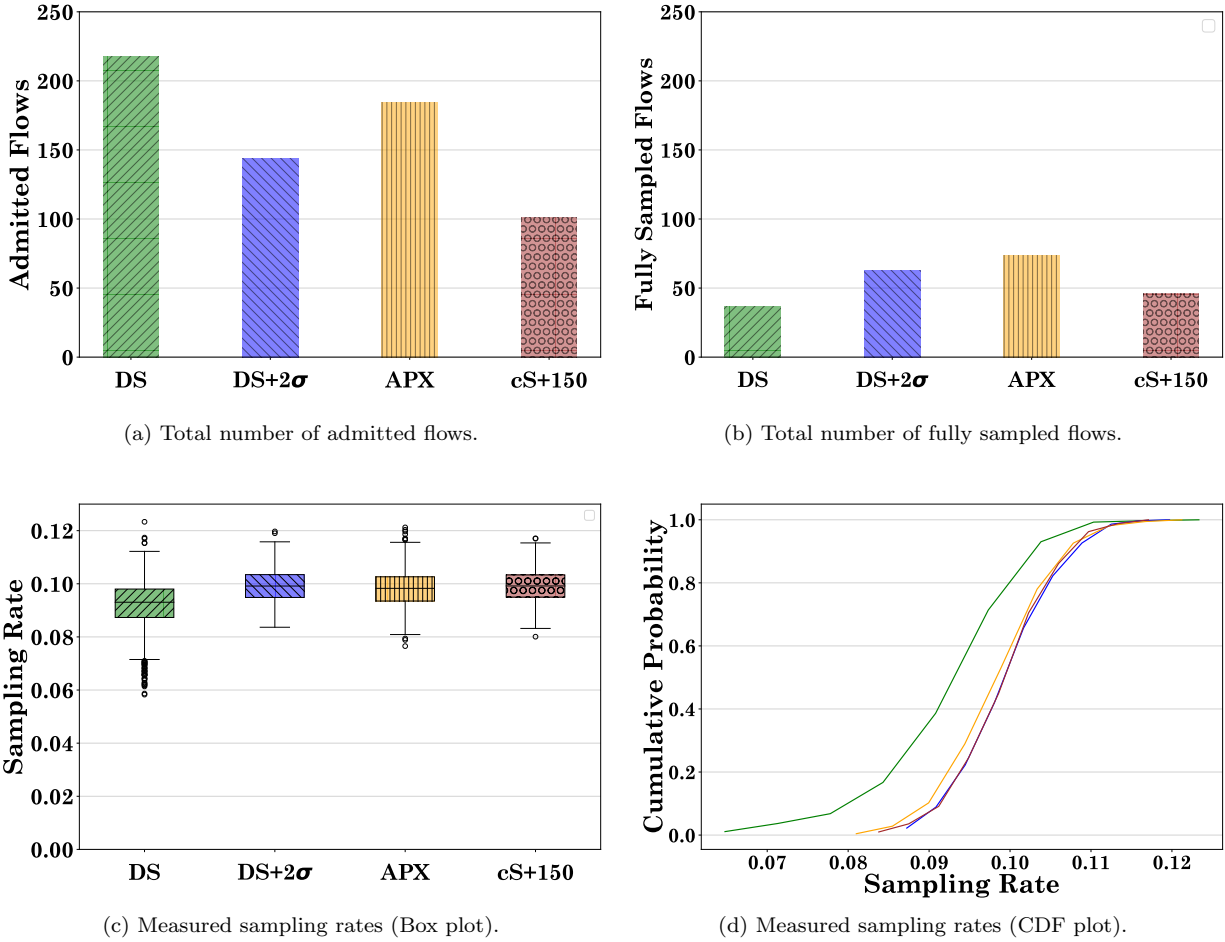 250
200
150
100
50
0
Admitted Flows
DS DS+2σ APX cS+150
(a) Total number of admitted flows.
250
200
150
100
50
0
Fully Sampled Flows
DS DS+2σ APX cS+150
(b) Total number of fully sampled flows.
0.12
0.10
0.08
0.06
0.04
0.02
0.00
Sampling Rate
DS DS+2σ APX cS+150
(c) Measured sampling rates (Box plot).
1.0
0.8
0.6
0.4
0.2
0.0
Cumulative Probability
0.07 0.08 0.09 0.10 0.11 0.12
Sampling Rate
(d) Measured sampling rates (CDF plot).